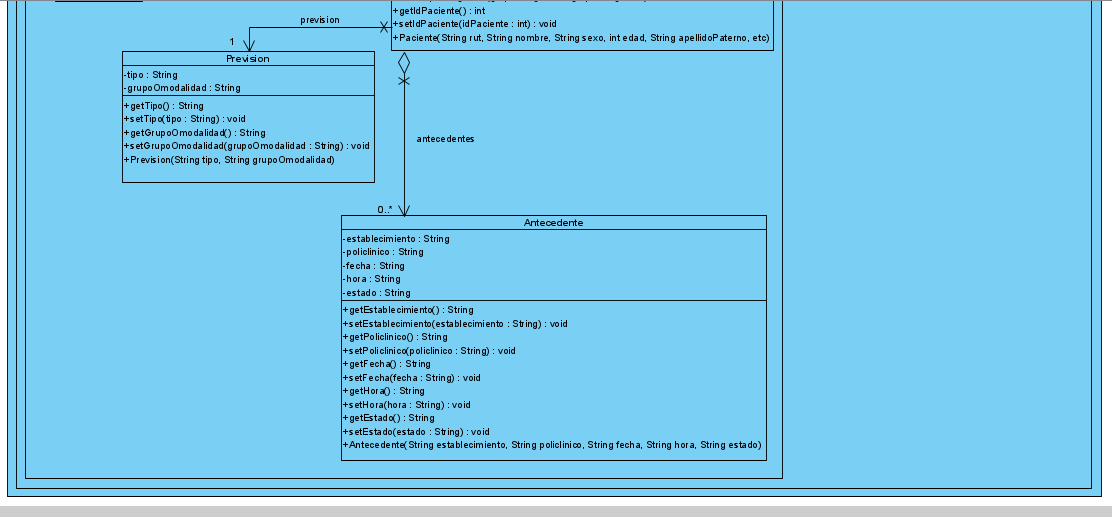 +getIdPaciente() : int
+setIdPaciente(idPaciente : int) : void
+Paciente(String rut, String nombre, String sexo, int edad, String apellidoPaterno, etc)
prevision
1
Prevision
-tipo : String
-grupoOmodalidad : String
+getTipo() : String
+setTipo(tipo : String) : void
+getGrupoOmodalidad() : String
+setGrupoOmodalidad(grupoOmodalidad : String) : void
+Prevision(String tipo, String grupoOmodalidad)
antecedentes
0..*
Antecedente
-establecimiento : String
-policlinico : String
-fecha : String
-hora : String
-estado : String
+getEstablecimiento() : String
+setEstablecimiento(establecimiento : String) : void
+getPoliclinico() : String
+setPoliclinico(policlinico : String) : void
+getFecha() : String
+setFecha(fecha : String) : void
+getHora() : String
+setHora(hora : String) : void
+getEstado() : String
+setEstado(estado : String) : void
+Antecedente(String establecimiento, String policlinico, String fecha, String hora, String estado)